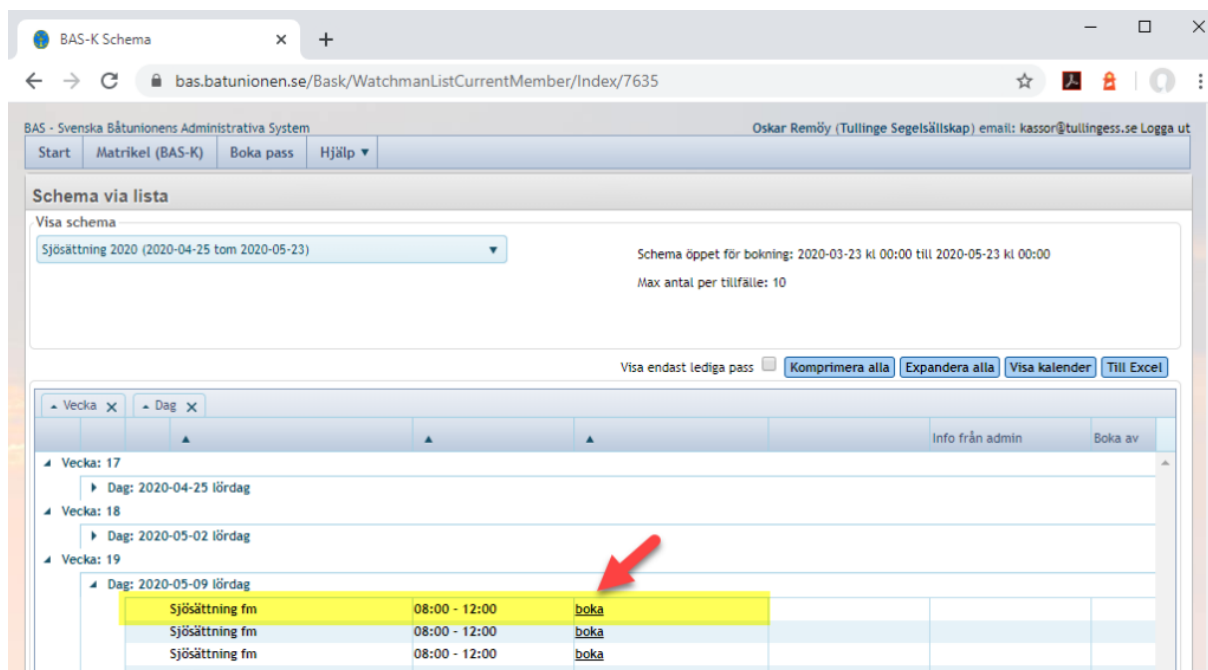 BAS-K Schema
bas.batunionen.se/Bask/WatchmanListCurrentMember/Index/7635
BAS - Svenska Båtunionens Administrativa System Oskar Remöy (Tullinge Segelsällskap) email: kassor@tullingess.se Logga ut
Start Matrikel (BAS-K) Boka pass Hjälp
Schema via lista
Visa schema
Sjösättning 2020 (2020-04-25 tom 2020-05-23)
Schema öppet för bokning: 2020-03-23 kl 00:00 till 2020-05-23 kl 00:00
Max antal per tillfälle: 10
Visa endast lediga pass Komprimera alla Expandera alla Visa kalender Till Excel
Vecka Dag
Info från admin Boka av
Vecka: 17
Dag: 2020-04-25 lördag
Vecka: 18
Dag: 2020-05-02 lördag
Vecka: 19
Dag: 2020-05-09 lördag
Sjösättning fm 08:00 - 12:00 boka
Sjösättning fm 08:00 - 12:00 boka
Sjösättning fm 08:00 - 12:00 boka